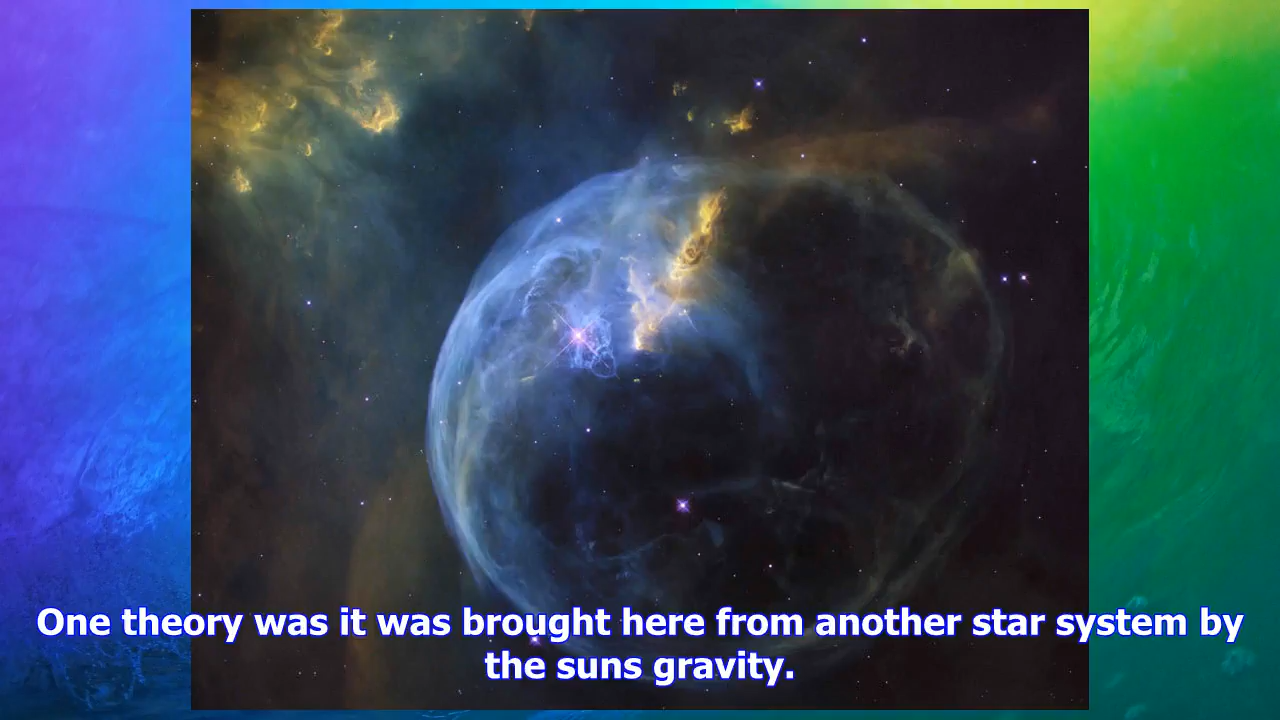 One theory was it was brought here from another star system by
the suns gravity.